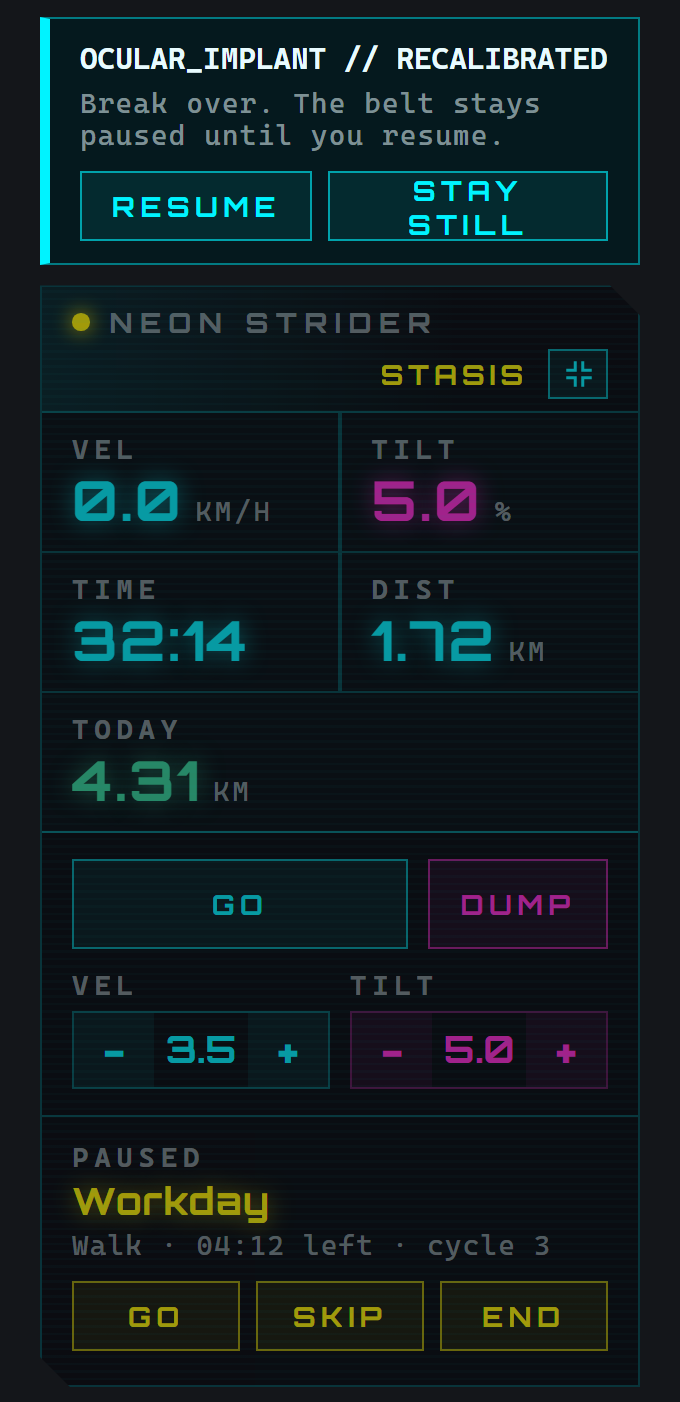 OCULAR_IMPLANT // RECALIBRATED
Break over. The belt stays
paused until you resume.
RESUME
STAY
STILL
NEON STRIDER
STASIS
VEL
0.0 KM/H
TILT
5.0 %
TIME
32:14
DIST
1.72 KM
TODAY
4.31 KM
GO
DUMP
VEL
- 3.5 +
TILT
- 5.0 +
PAUSED
Workday
Walk · 04:12 left · cycle 3
GO
SKIP
END